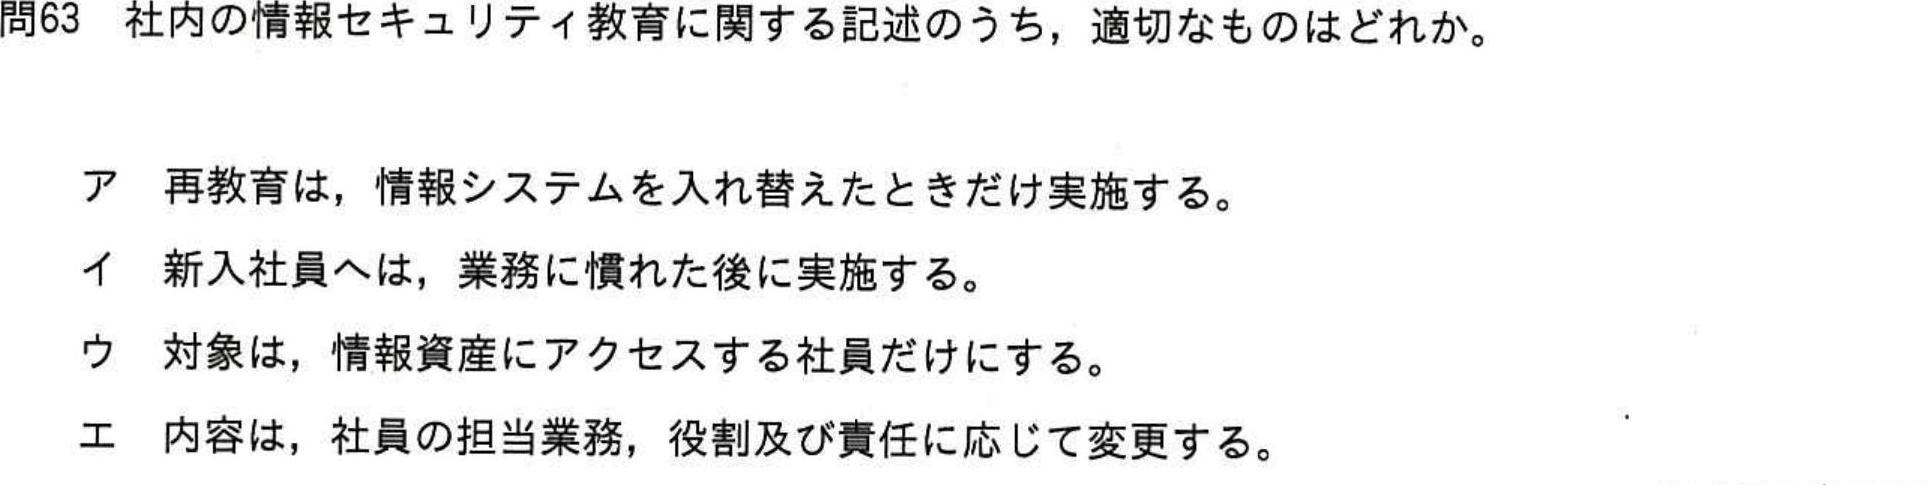 問63　社内の情報セキュリティ教育に関する記述のうち，適切なものはどれか。
ア　再教育は，情報システムを入れ替えたときだけ実施する。
イ　新入社員へは，業務に慣れた後に実施する。
ウ　対象は，情報資産にアクセスする社員だけにする。
エ　内容は，社員の担当業務，役割及び責任に応じて変更する。